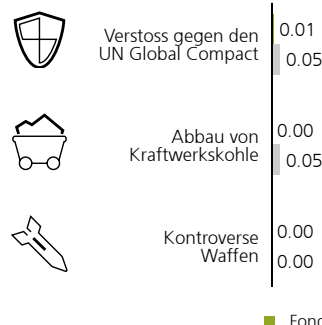 Verstoss gegen den
UN Global Compact
0.01
0.05
Abbau von
Kraftwerkskohle
0.00
0.05
Kontroverse
Waffen
0.00
0.00